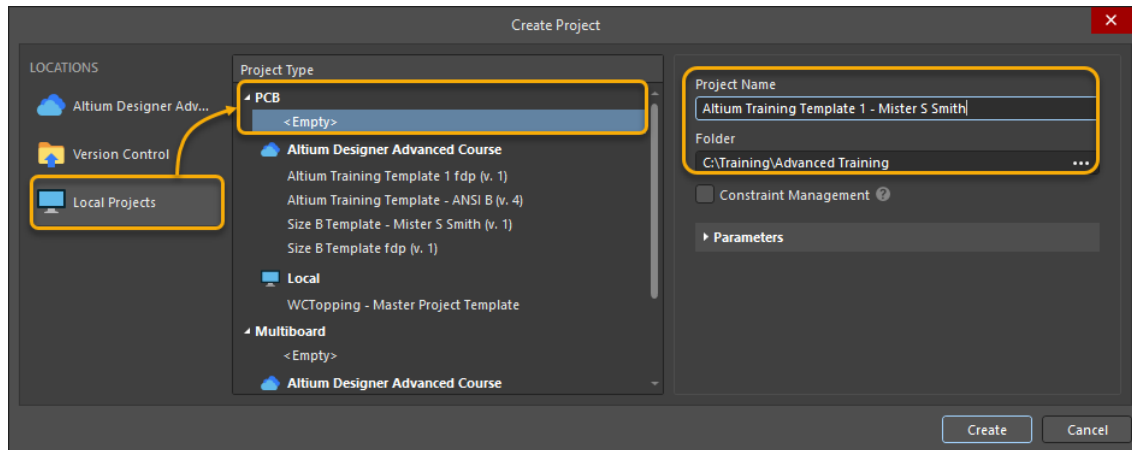 Create Project
LOCATIONS
Altium Designer Adv...
Version Control
Local Projects
Project Type
PCB
<Empty>
Altium Designer Advanced Course
Altium Training Template 1 fdp (v. 1)
Altium Training Template - ANSI B (v. 4)
Size B Template - Mister S Smith (v. 1)
Size B Template fdp (v. 1)
Local
WCTopping - Master Project Template
Multiboard
<Empty>
Altium Designer Advanced Course
Project Name
Altium Training Template 1 - Mister S Smith
Folder
C:\Training\Advanced Training
...
Constraint Management ?
Parameters
Create
Cancel